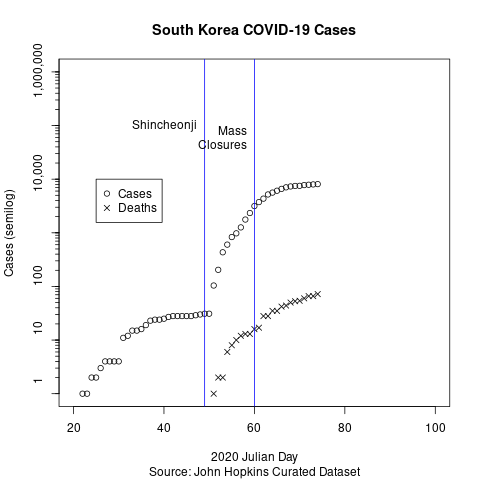 South Korea COVID-19 Cases
1,000,000
10,000
100
10
1
Cases (semilog)
Shincheonji
Mass
Closures
Cases
Deaths
20 40 60 80 100
2020 Julian Day
Source: John Hopkins Curated Dataset